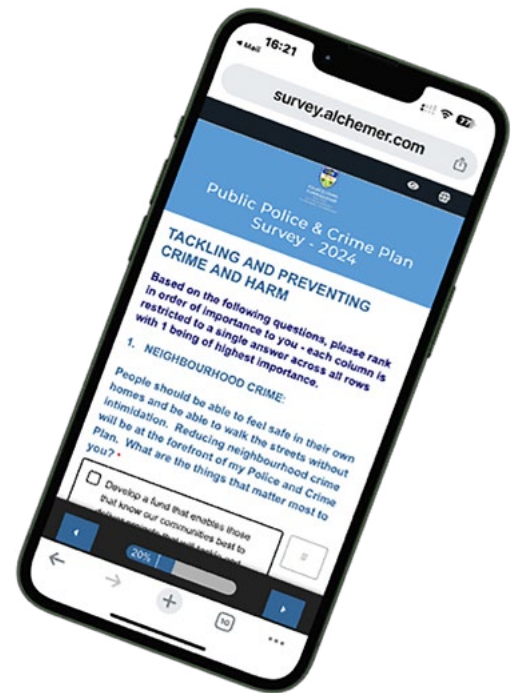 Mail 16:21
77
survey.alchemer.com
Public Police & Crime Plan
Survey - 2024
TACKLING AND PREVENTING
CRIME AND HARM
Based on the following questions, please rank
in order of importance to you - each column is
restricted to a single answer across all rows
with 1 being of highest importance.
1. NEIGHBOURHOOD CRIME:
People should be able to feel safe in their own
homes and be able to walk the streets without
intimidation. Reducing neighbourhood crime
will be at the forefront of my Police and Crime
Plan. What are the things that matter most to
you? *
Develop a fund that enables those
that know our communities best to
20%
10